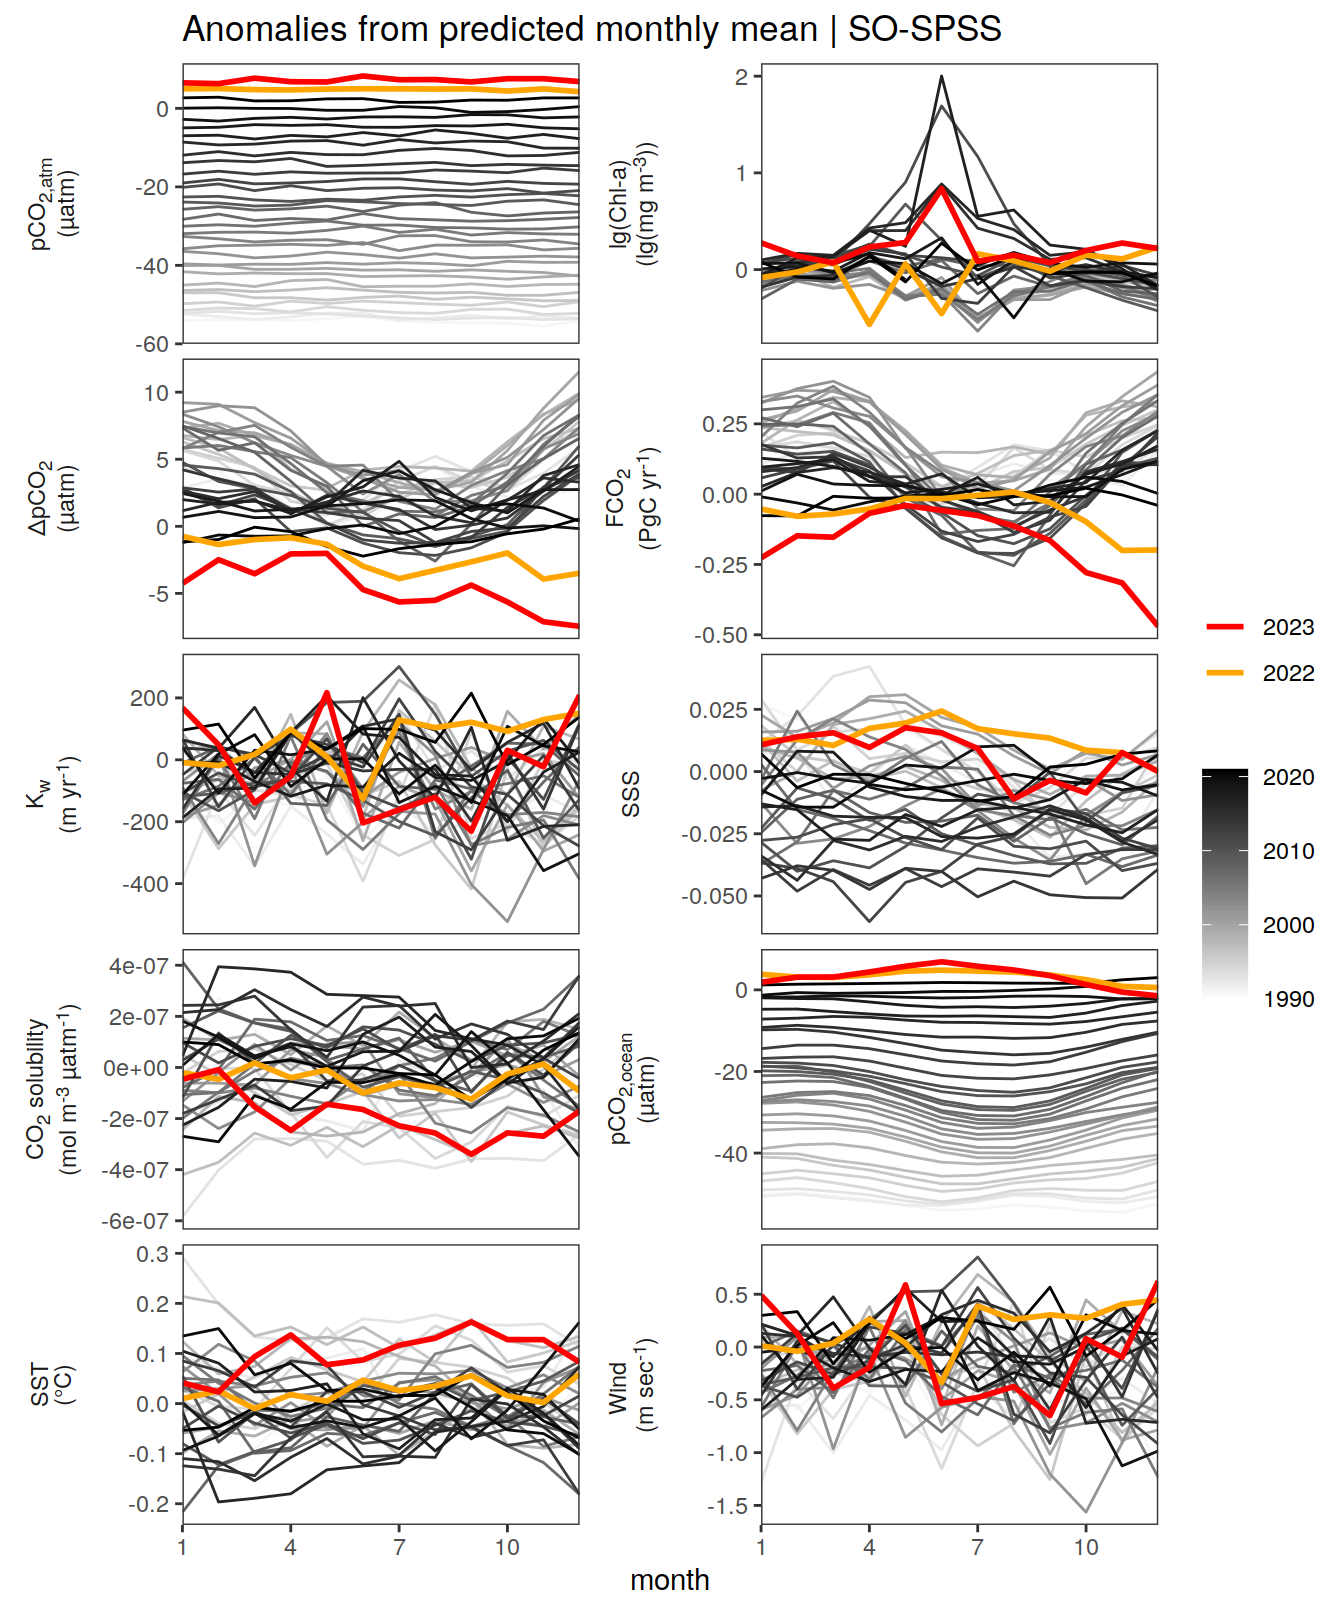 Anomalies from predicted monthly mean | SO-SPSS
pCO2,atm
(µatm)
0
-20
-40
-60
lg(Chl-a)
(lg(mg m-3))
2
1
0
ΔpCO2
(µatm)
10
5
0
-5
FCO2
(PgC yr-1)
0.25
0.00
-0.25
-0.50
Kw
(m yr-1)
200
0
-200
-400
SSS
0.025
0.000
-0.025
-0.050
CO2 solubility
(mol m-3 µatm-1)
4e-07
2e-07
0e+00
-2e-07
-4e-07
-6e-07
pCO2,ocean
(µatm)
0
-20
-40
SST
(°C)
0.3
0.2
0.1
0.0
-0.1
-0.2
Wind
(m sec-1)
0.5
0.0
-0.5
-1.0
-1.5
1 4 7 10
1 4 7 10
month
2023
2022
2020
2010
2000
1990